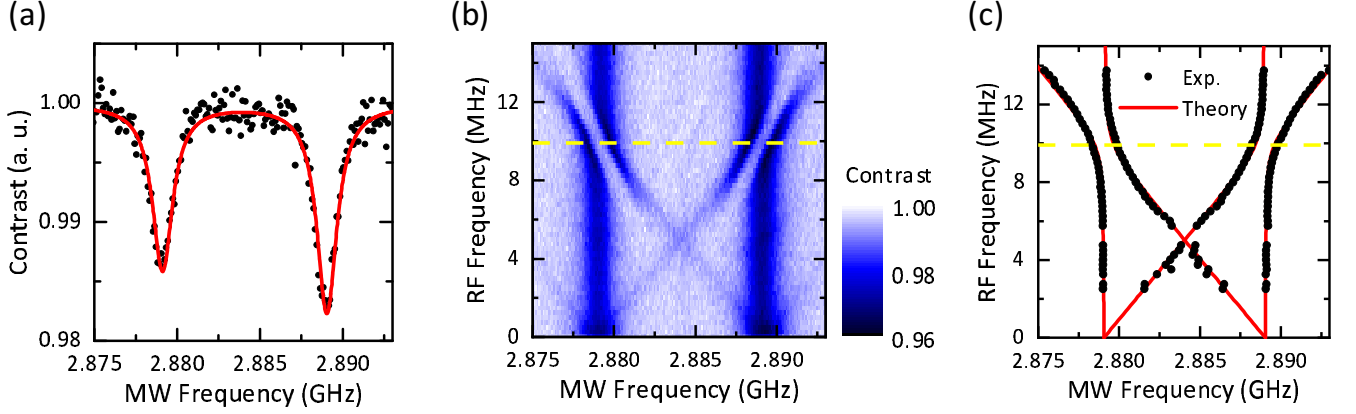 (a)
1.00
0.99
0.98
Contrast (a. u.)
2.875 2.880 2.885 2.890
MW Frequency (GHz)
(b)
12
8
4
0
RF Frequency (MHz)
2.875 2.880 2.885 2.890
MW Frequency (GHz)
Contrast
1.00
0.98
0.96
(c)
Exp.
Theory
12
8
4
0
RF Frequency (MHz)
2.875 2.880 2.885 2.890
MW Frequency (GHz)